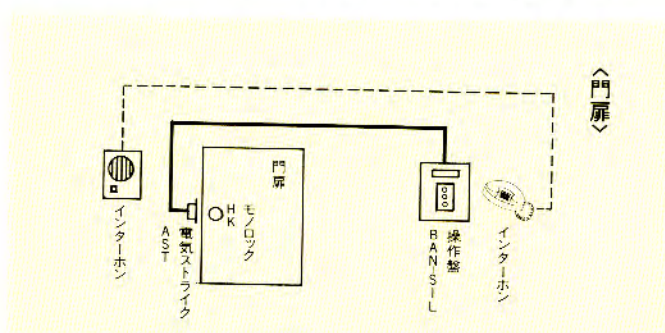 〈門扉〉
インターホン
操作盤
BAN-S1L
門扉
モノロック
HK
電気ストライク
AST
インターホン